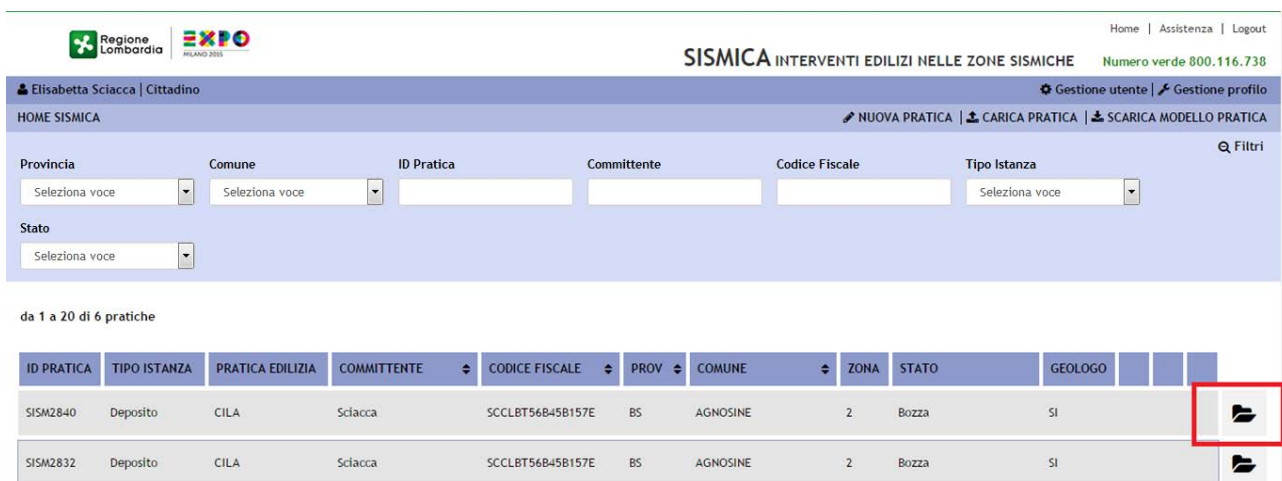 Regione
Lombardia
EXPO
MILANO 2015
Home | Assistenza | Logout
SISMICA INTERVENTI EDILIZI NELLE ZONE SISMICHE Numero verde 800.116.738
Elisabetta Sciacca | Cittadino Gestione utente | Gestione profilo
HOME SISMICA NUOVA PRATICA | CARICA PRATICA | SCARICA MODELLO PRATICA
Filtri
Provincia Comune ID Pratica Committente Codice Fiscale Tipo Istanza
Seleziona voce Seleziona voce Seleziona voce
Stato
Seleziona voce
da 1 a 20 di 6 pratiche
ID PRATICA TIPO ISTANZA PRATICA EDILIZIA COMMITTENTE CODICE FISCALE PROV COMUNE ZONA STATO GEOLOGO
SISM2840 Deposito CILA Sciacca SCCLBT56B45B157E BS AGNOSINE 2 Bozza SI
SISM2832 Deposito CILA Sciacca SCCLBT56B45B157E BS AGNOSINE 2 Bozza SI